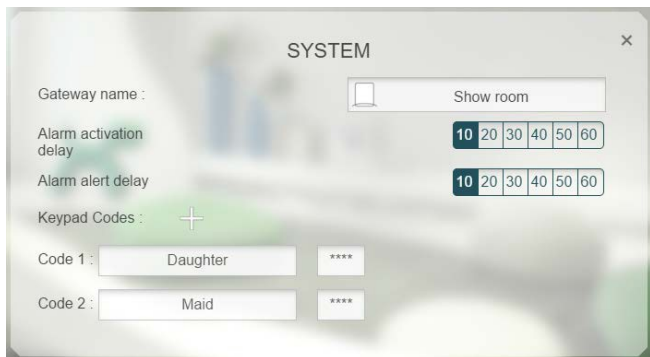 SYSTEM
×
Gateway name :
Show room
Alarm activation
delay
10 20 30 40 50 60
Alarm alert delay
10 20 30 40 50 60
Keypad Codes :
Code 1 : Daughter ****
Code 2 : Maid ****